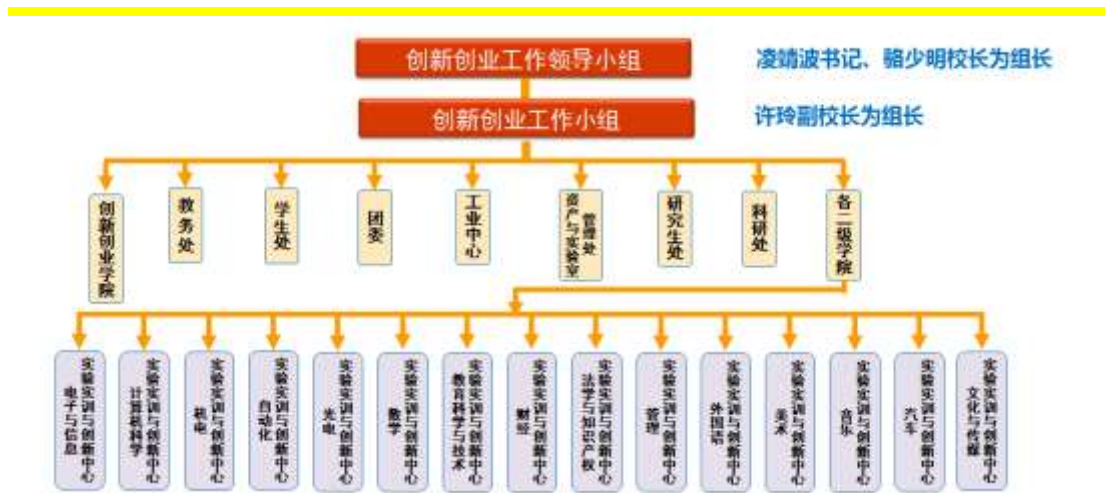 创新创业工作领导小组
凌靖波书记、骆少明校长为组长
创新创业工作小组
许玲副校长为组长
创新创业学院
教务处
学生处
团委
工业中心
资产与实验室
管理处
研究生处
科研处
各二级学院
电子与信息
实验实训与创新中心
计算机科学
实验实训与创新中心
机电
实验实训与创新中心
自动化
实验实训与创新中心
光电
实验实训与创新中心
数学
实验实训与创新中心
教育科学与技术
实验实训与创新中心
财经
实验实训与创新中心
法学与知识产权
实验实训与创新中心
管理
实验实训与创新中心
外国语
实验实训与创新中心
美术
实验实训与创新中心
音乐
实验实训与创新中心
汽车
实验实训与创新中心
文化与传媒
实验实训与创新中心